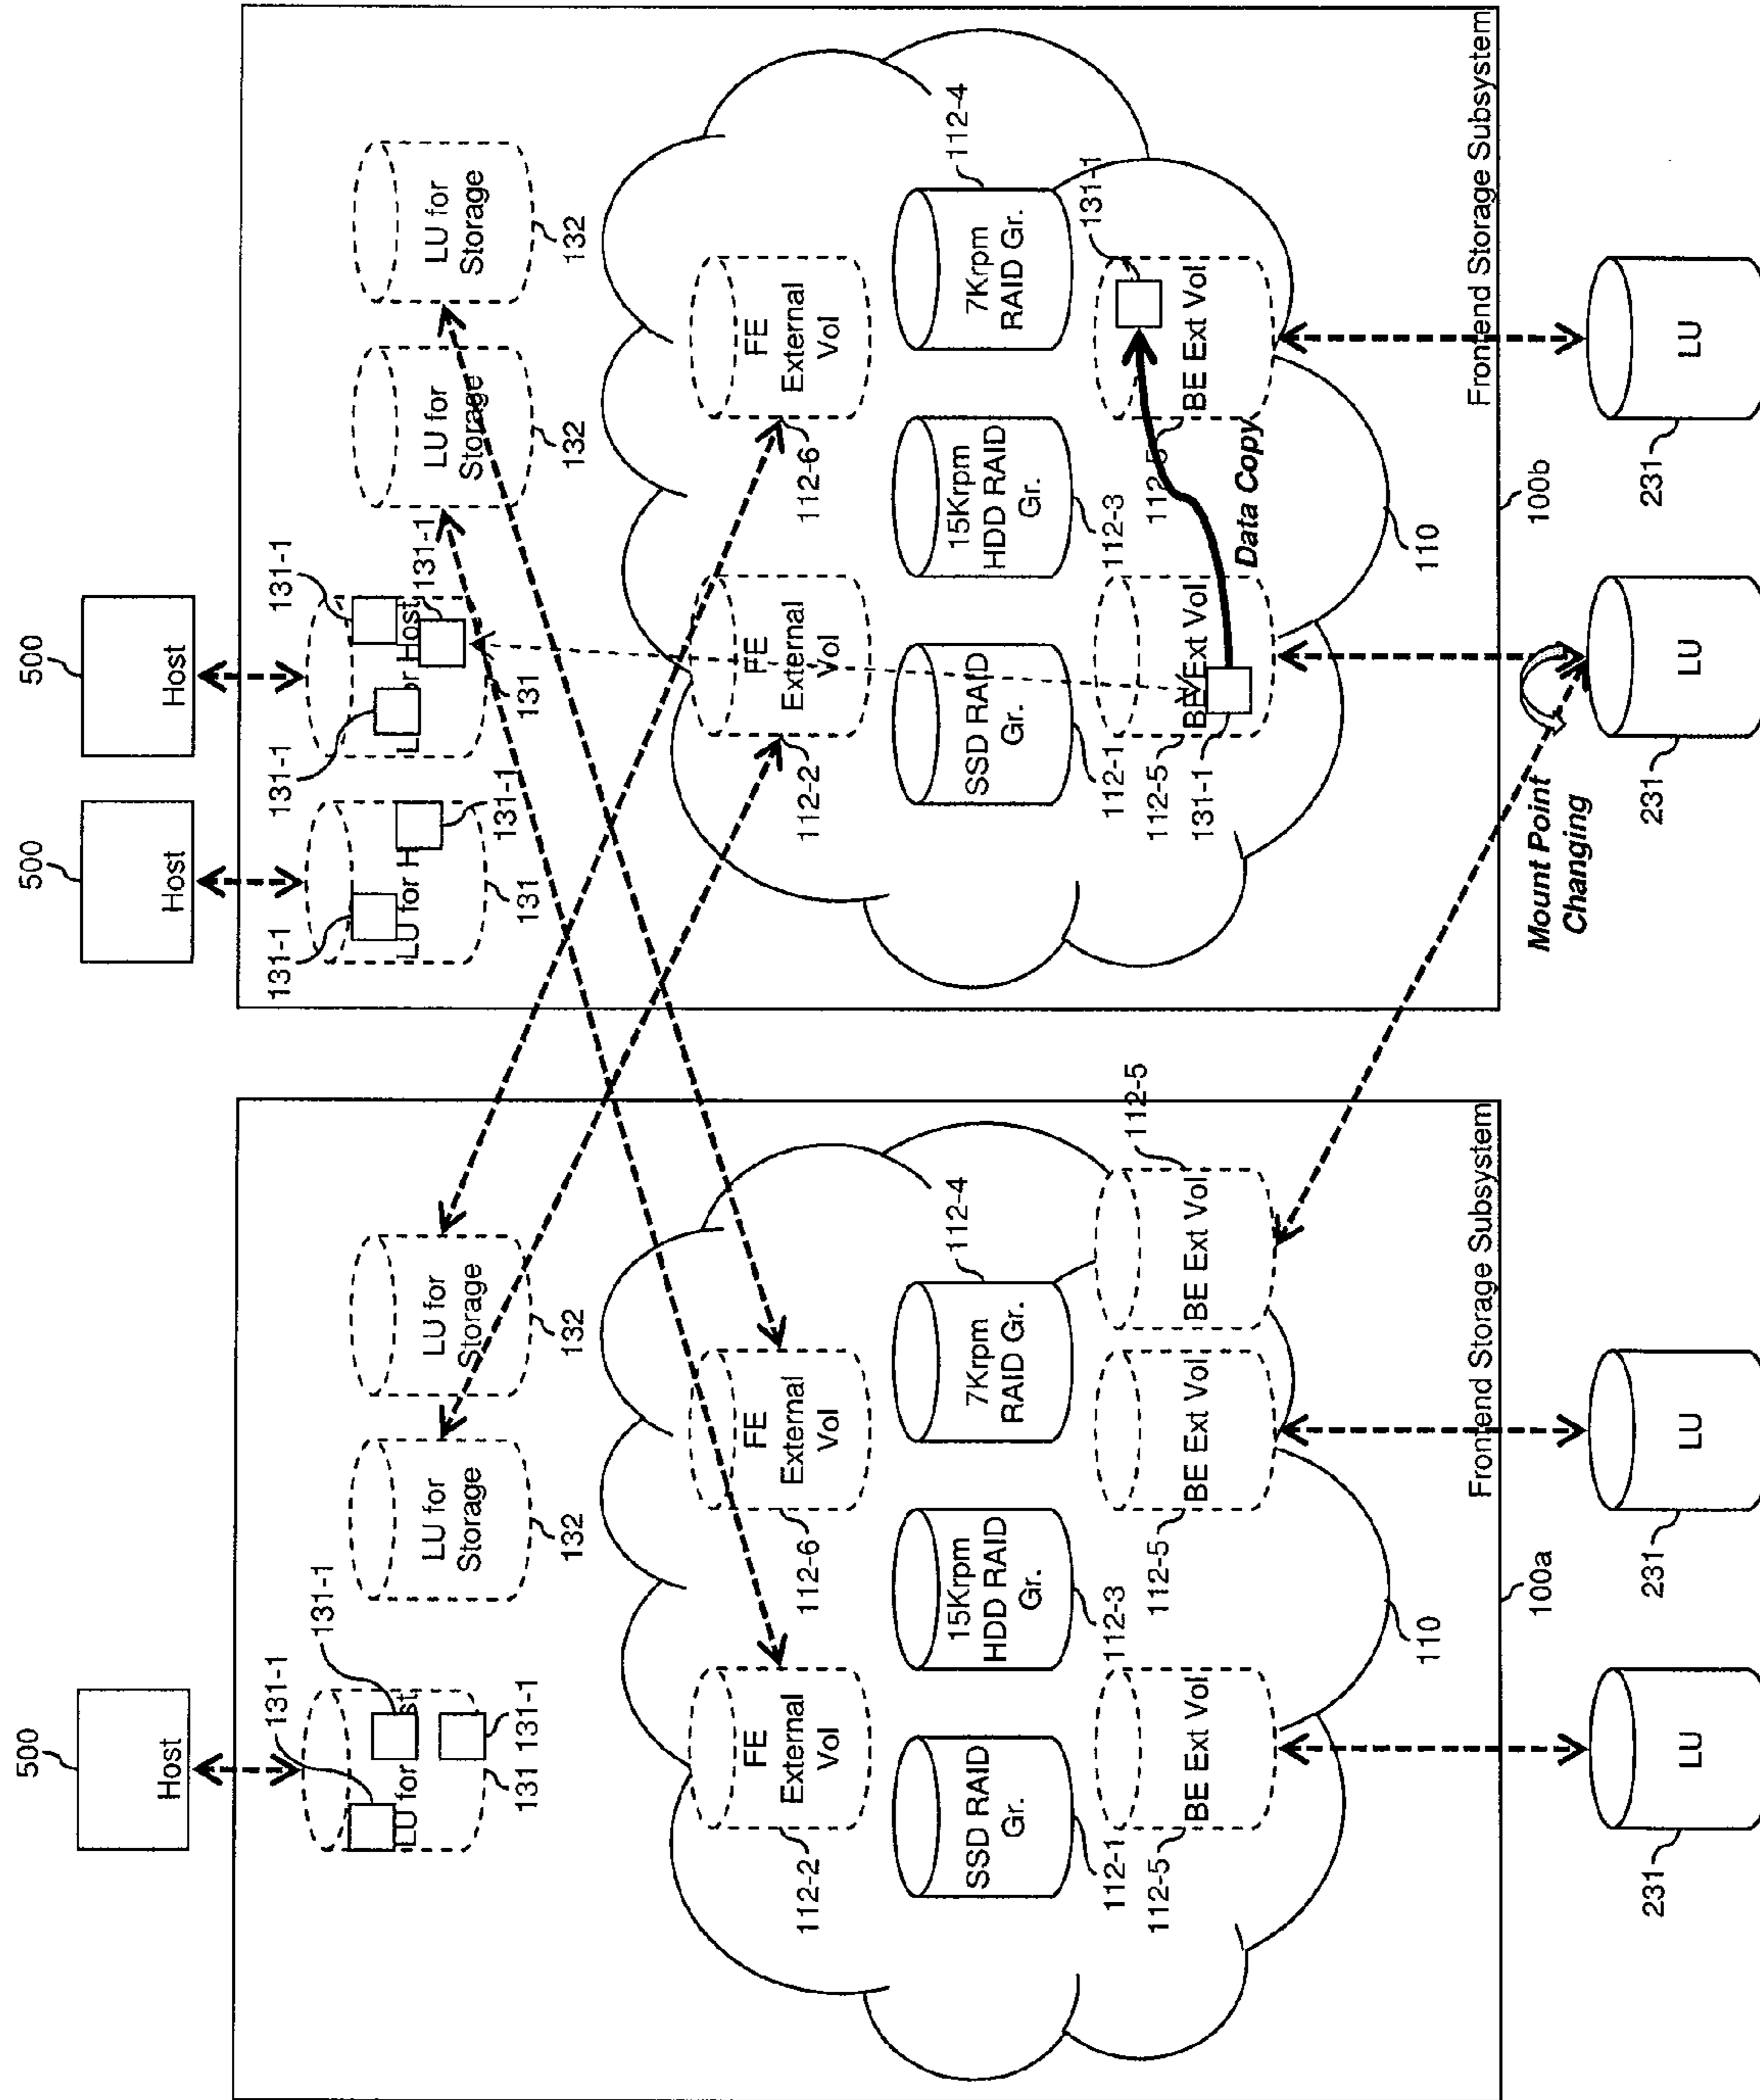 500
Host
131-1
131-1
LU for st
131-1
131
LU for
Storage
132
LU for
Storage
132
FE
External
Vol
112-2
FE
External
Vol
112-6
SSD RAID
Gr.
112-1
15Krpm
HDD RAID
Gr.
112-3
7Krpm
RAID Gr.
112-4
BE Ext Vol
112-5
BE Ext Vol
112-5
BE Ext Vol
112-5
110
Frontend Storage Subsystem
100a
LU
231
LU
231
500
Host
500
Host
131-1
LU for H
131-1
131
131-1
131-1
131-1
L r Host
131
LU for
Storage
132
LU for
Storage
132
FE
External
Vol
112-2
FE
External
Vol
112-6
SSD RAID
Gr.
112-1
15Krpm
HDD RAID
Gr.
112-3
7Krpm
RAID Gr.
112-4
BE Ext Vol
112-5
131-1
Data Copy
BE Ext Vol
112-5
131-1
110
Frontend Storage Subsystem
100b
Mount Point
Changing
LU
231
LU
231